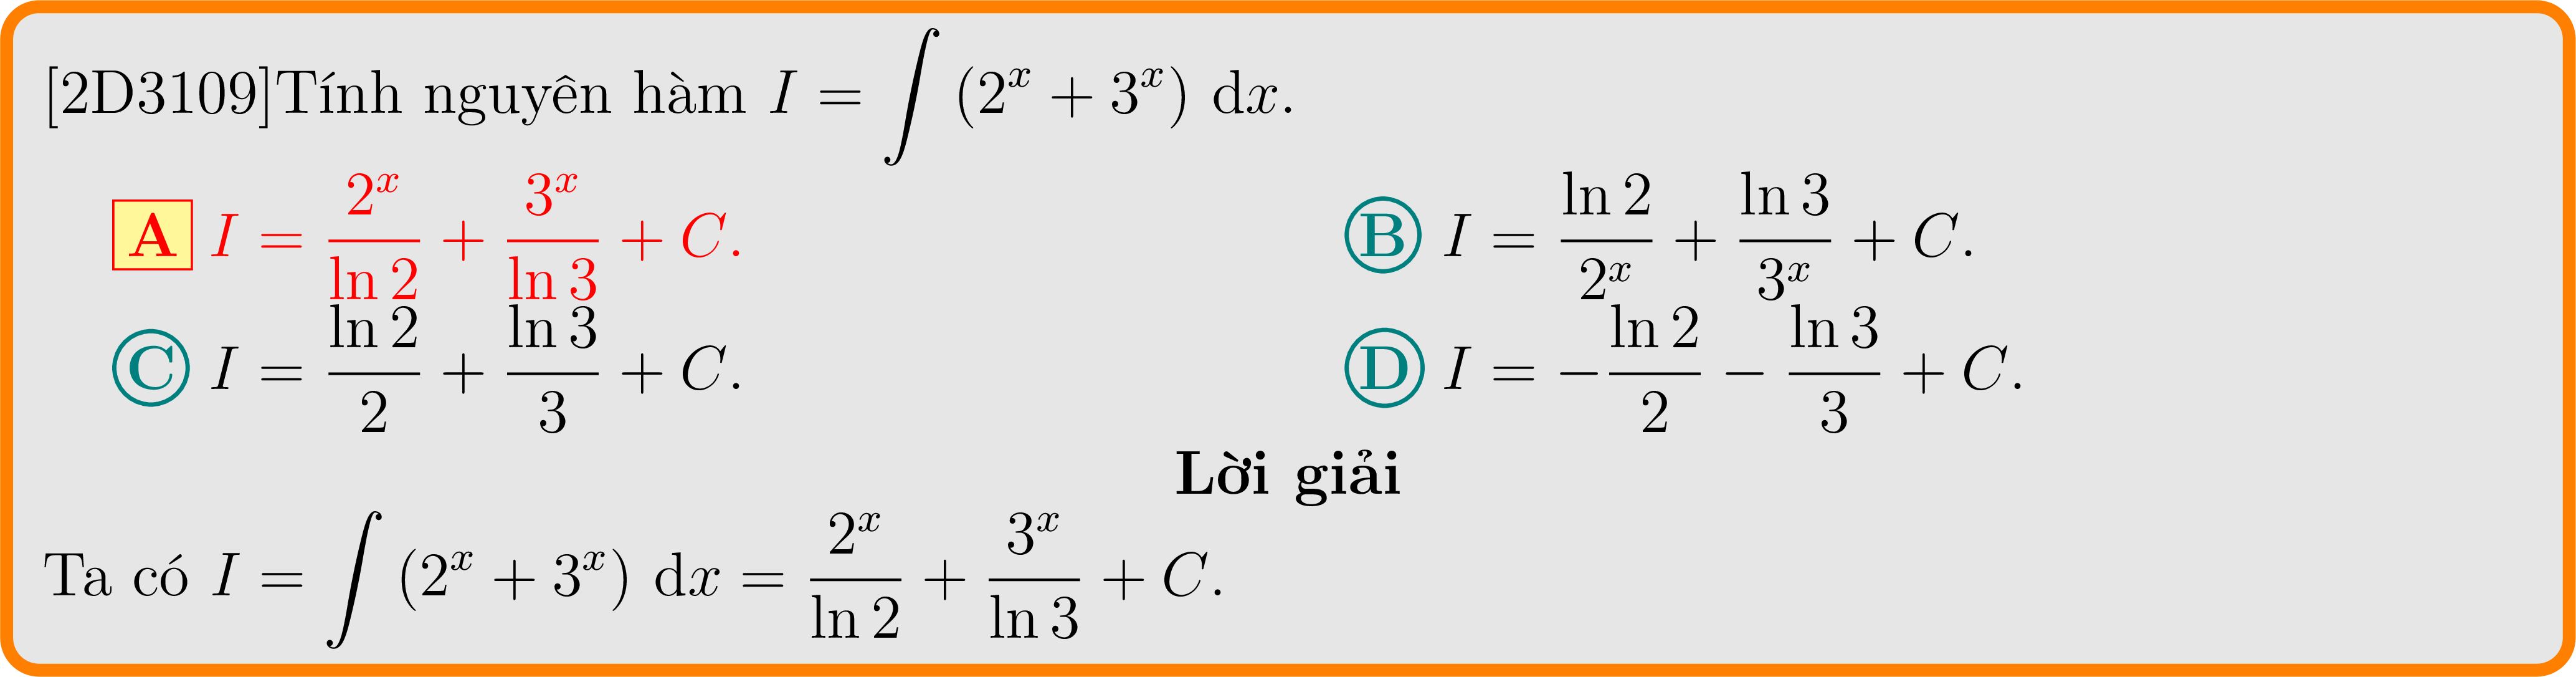 [2D3109]Tính nguyên hàm $I = \int (2^x + 3^x) \, \mathrm{d}x.$
A $I = \frac{2^x}{\ln 2} + \frac{3^x}{\ln 3} + C.$ B $I = \frac{\ln 2}{2^x} + \frac{\ln 3}{3^x} + C.$
C $I = \frac{\ln 2}{2} + \frac{\ln 3}{3} + C.$ D $I = -\frac{\ln 2}{2} - \frac{\ln 3}{3} + C.$
Lời giải
Ta có $I = \int (2^x + 3^x) \, \mathrm{d}x = \frac{2^x}{\ln 2} + \frac{3^x}{\ln 3} + C.$